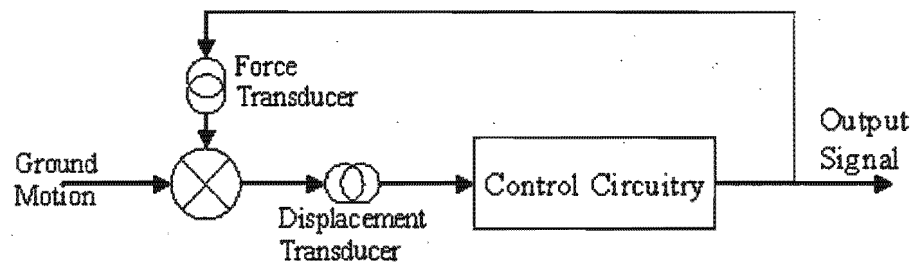 Force
Transducer
Ground
Motion
Displacement
Transducer
Control Circuitry
Output
Signal